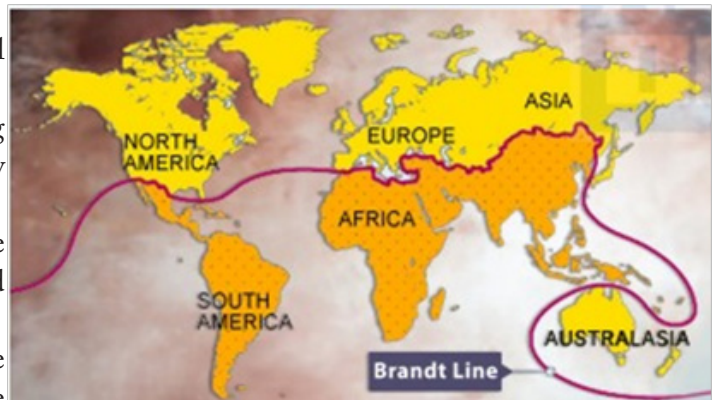 ASIA
NORTH
AMERICA
EUROPE
AFRICA
SOUTH
AMERICA
AUSTRALASIA
Brandt Line